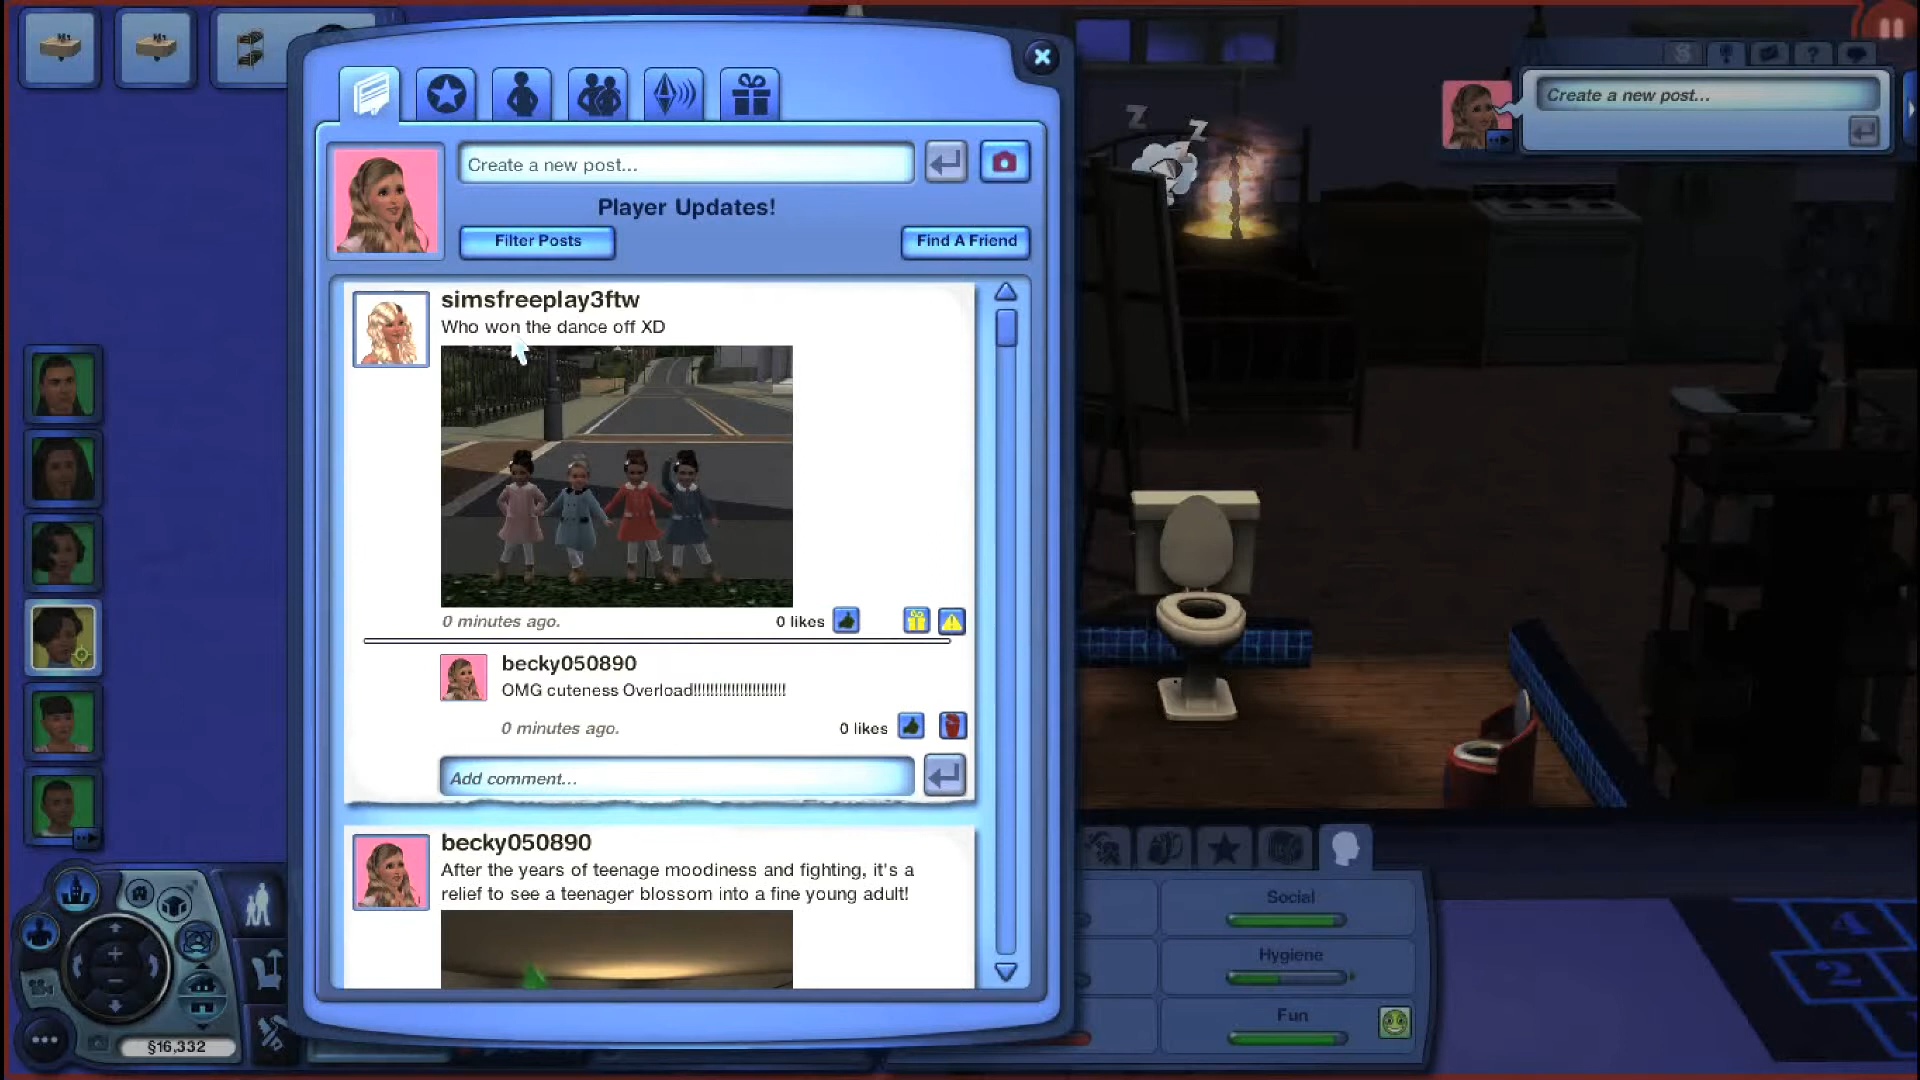 Create a new post...
Create a new post...
Player Updates!
Filter Posts
Find A Friend
simsfreeplay3ftw
Who won the dance off XD
0 minutes ago.
0 likes
becky050890
OMG cuteness Overload!!!!!!!!!!!!!!!!!!!!!!
0 minutes ago.
0 likes
Add comment...
becky050890
After the years of teenage moodiness and fighting, it's a
relief to see a teenager blossom into a fine young adult!
Social
Hygiene
Fun
§16,332
z
z
4
2